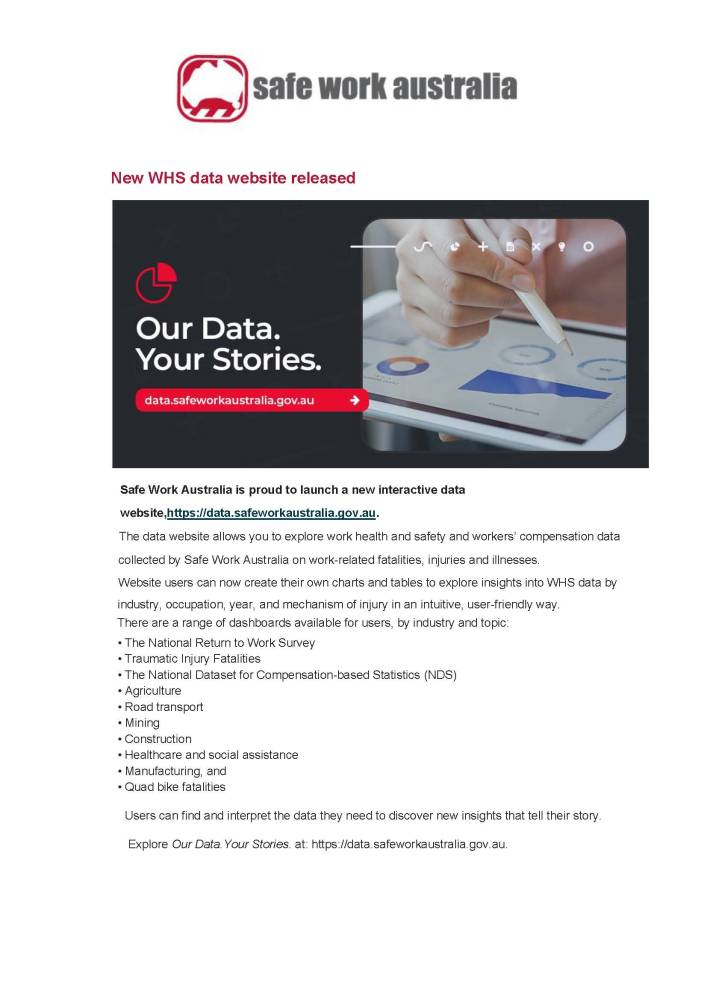 safe work australia
New WHS data website released
Our Data.
Your Stories.
data.safeworkaustralia.gov.au
Safe Work Australia is proud to launch a new interactive data
website,https://data.safeworkaustralia.gov.au.
The data website allows you to explore work health and safety and workers' compensation data
collected by Safe Work Australia on work-related fatalities, injuries and illnesses.
Website users can now create their own charts and tables to explore insights into WHS data by
industry, occupation, year, and mechanism of injury in an intuitive, user-friendly way.
There are a range of dashboards available for users, by industry and topic:
• The National Return to Work Survey
• Traumatic Injury Fatalities
• The National Dataset for Compensation-based Statistics (NDS)
• Agriculture
• Road transport
• Mining
• Construction
• Healthcare and social assistance
• Manufacturing, and
• Quad bike fatalities
Users can find and interpret the data they need to discover new insights that tell their story.
Explore Our Data.Your Stories. at: https://data.safeworkaustralia.gov.au.